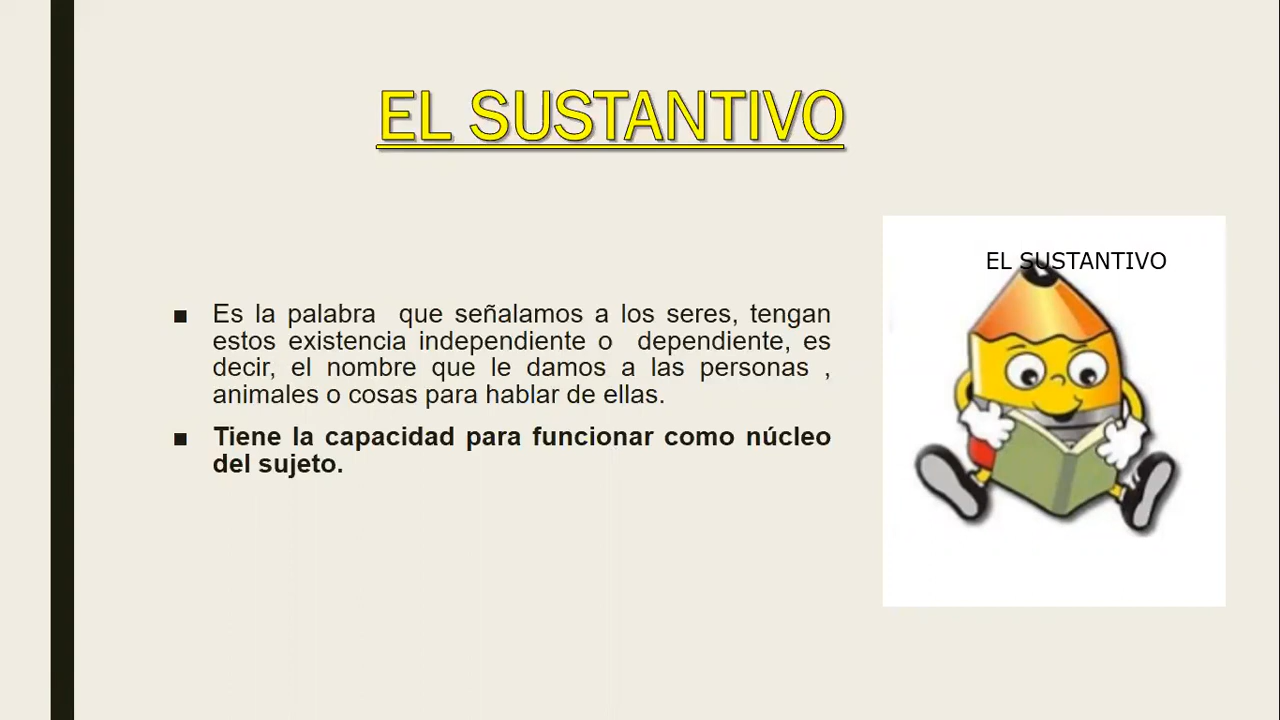 EL SUSTANTIVO
EL SUSTANTIVO
■ Es la palabra que señalamos a los seres, tengan
estos existencia independiente o dependiente, es
decir, el nombre que le damos a las personas ,
animales o cosas para hablar de ellas.
■ Tiene la capacidad para funcionar como núcleo
del sujeto.